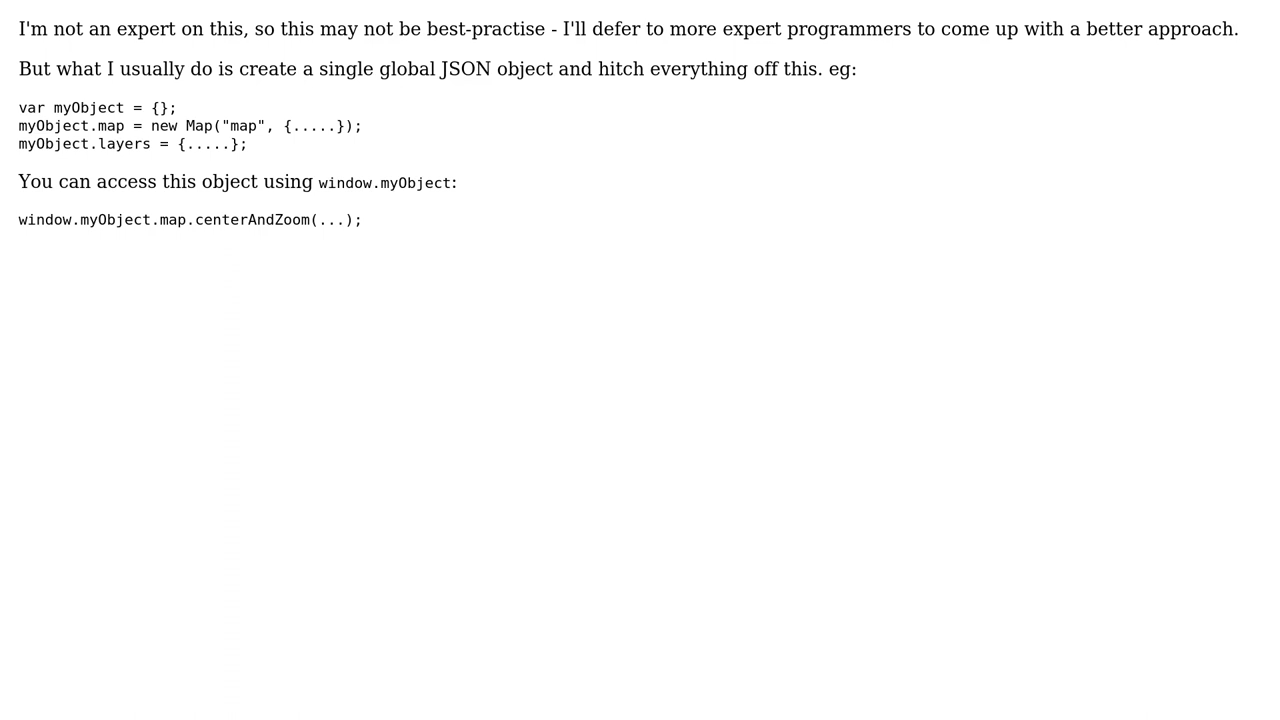 I'm not an expert on this, so this may not be best-practise - I'll defer to more expert programmers to come up with a better approach.
But what I usually do is create a single global JSON object and hitch everything off this. eg:
var myObject = {};
myObject.map = new Map("map", {.....});
myObject.layers = {.....};
You can access this object using window.myObject:
window.myObject.map.centerAndZoom(...);